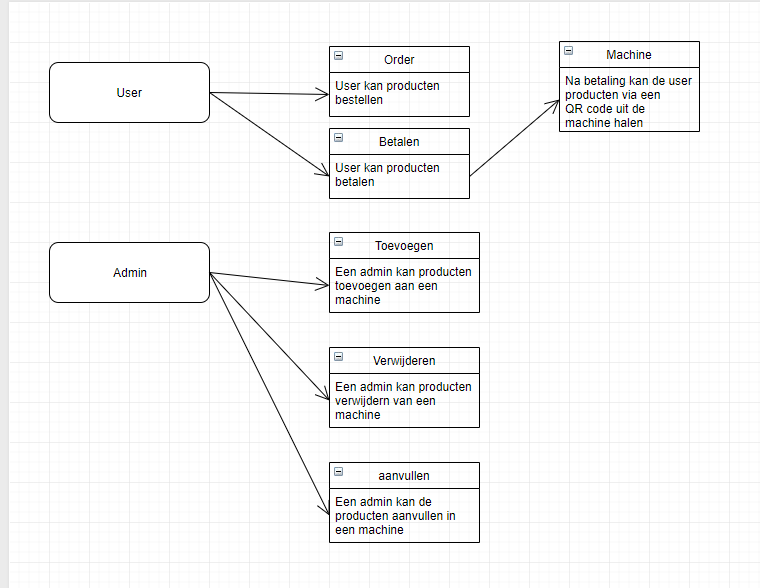 User
Order
User kan producten
bestellen
Betalen
User kan producten
betalen
Machine
Na betaling kan de user
producten via een
QR code uit de
machine halen
Admin
Toevoegen
Een admin kan producten
toevoegen aan een
machine
Verwijderen
Een admin kan producten
verwijdern van een
machine
aanvullen
Een admin kan de
producten aanvullen in
een machine